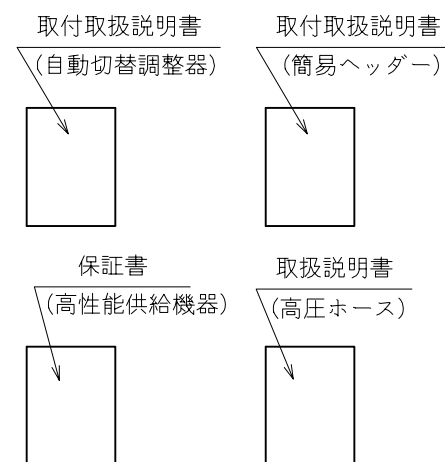 取付取扱説明書
(自動切替調整器)
取付取扱説明書
(簡易ヘッダー)
保証書
(高性能供給機器)
取扱説明書
(高圧ホース)